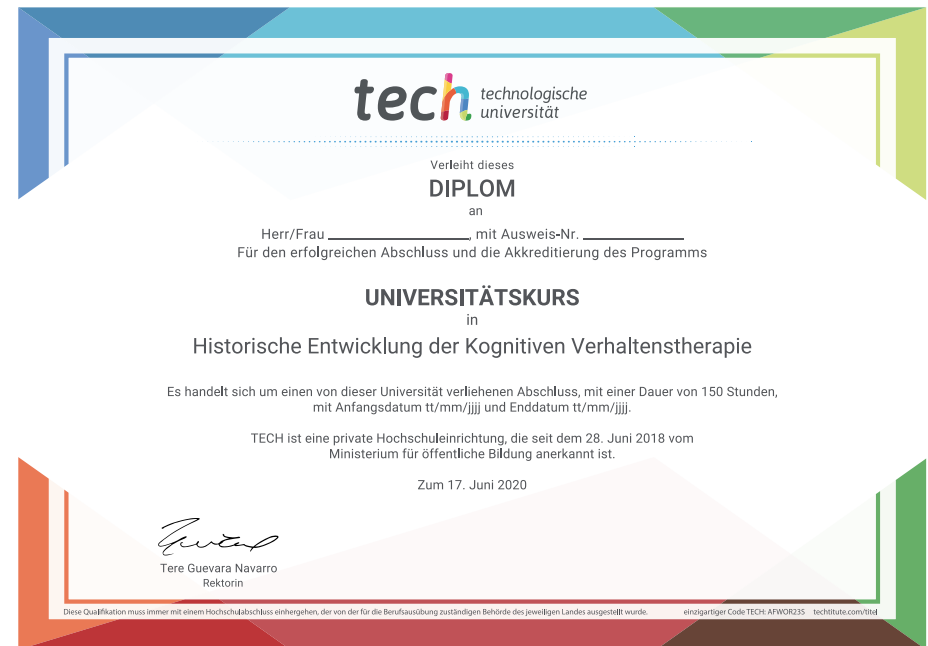 tech technologische
universität
Verleiht dieses
DIPLOM
an
Herr/Frau ____________________, mit Ausweis-Nr. ______________
Für den erfolgreichen Abschluss und die Akkreditierung des Programms
UNIVERSITÄTSKURS
in
Historische Entwicklung der Kognitiven Verhaltenstherapie
Es handelt sich um einen von dieser Universität verliehenen Abschluss, mit einer Dauer von 150 Stunden,
mit Anfangsdatum tt/mm/jjjj und Enddatum tt/mm/jjjj.
TECH ist eine private Hochschuleinrichtung, die seit dem 28. Juni 2018 vom
Ministerium für öffentliche Bildung anerkannt ist.
Zum 17. Juni 2020
Tere Guevara Navarro
Rektorin
Diese Qualifikation muss immer mit einem Hochschulabschluss einhergehen, der von der für die Berufsausübung zuständigen Behörde des jeweiligen Landes ausgestellt wurde. einzigartiger Code TECH: AFWOR23S techtitute.com/titel